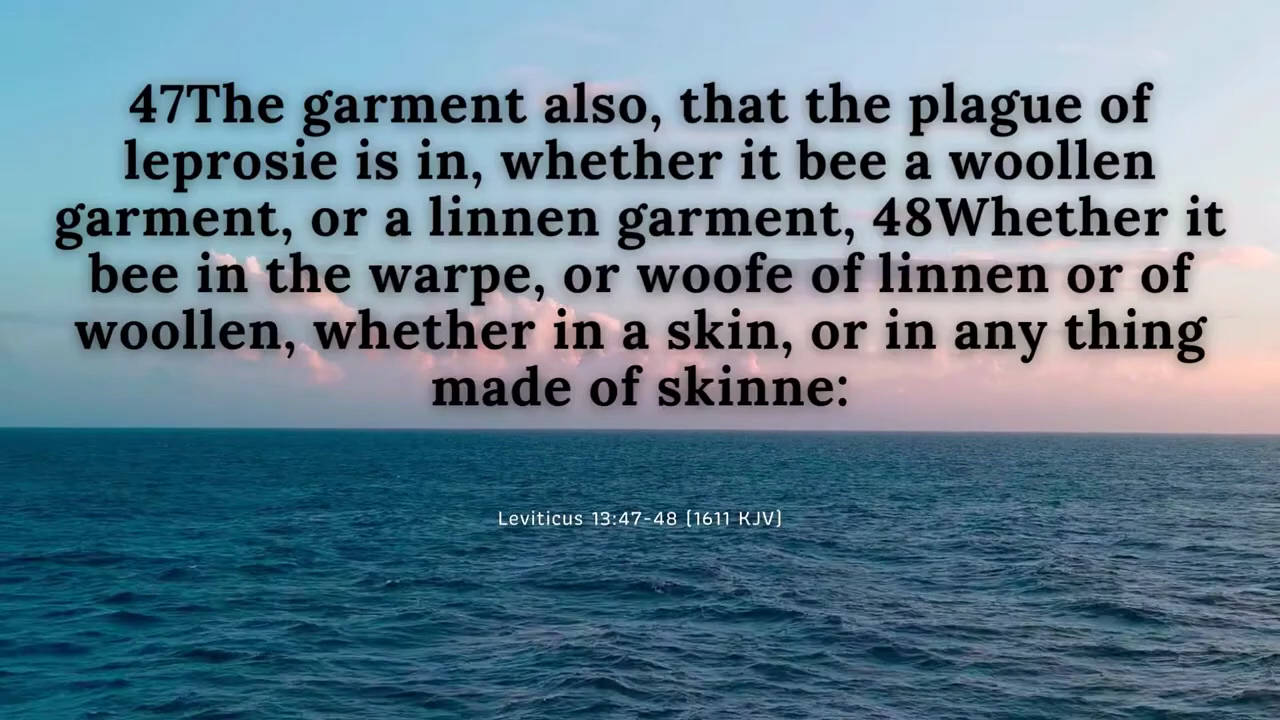 47The garment also, that the plague of
leprosie is in, whether it bee a woollen
garment, or a linnen garment, 48Whether it
bee in the warpe, or woofe of linnen or of
woollen, whether in a skin, or in any thing
made of skinne:
Leviticus 13:47-48 [1611 KJV]